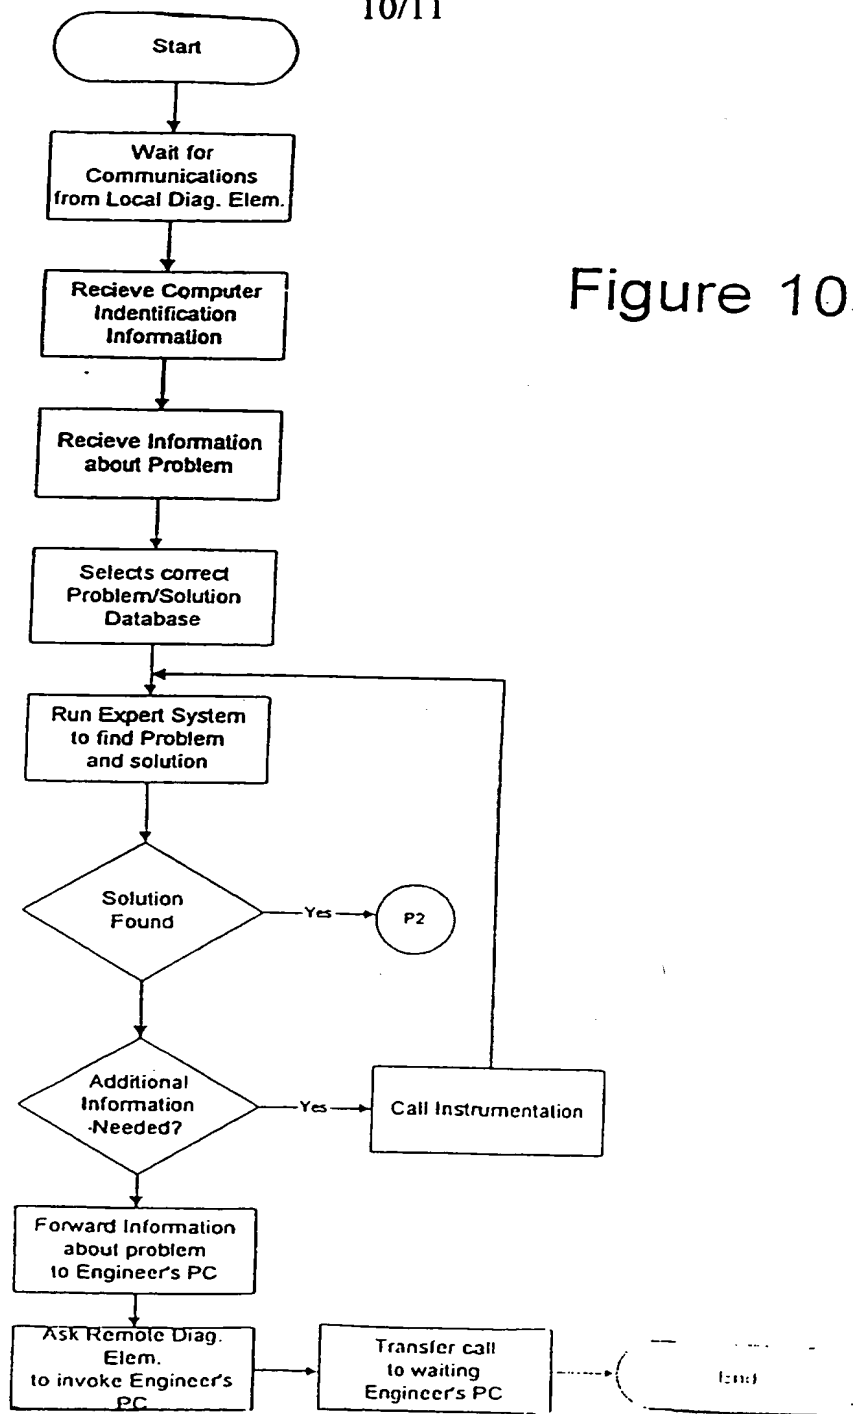 10/11
Start
Wait for
Communications
from Local Diag. Elem.
Recieve Computer
Indentification
Information
Figure 10.
Recieve Information
about Problem
Selects correct
Problem/Solution
Database
Run Expert System
to find Problem
and solution
Solution
Found
Yes
P2
Additional
Information
Needed?
Yes
Call Instrumentation
Forward Information
about problem
to Engineer's PC
Ask Remote Diag.
Elem.
to invoke Engineer's
PC
Transfer call
to waiting
Engineer's PC
End